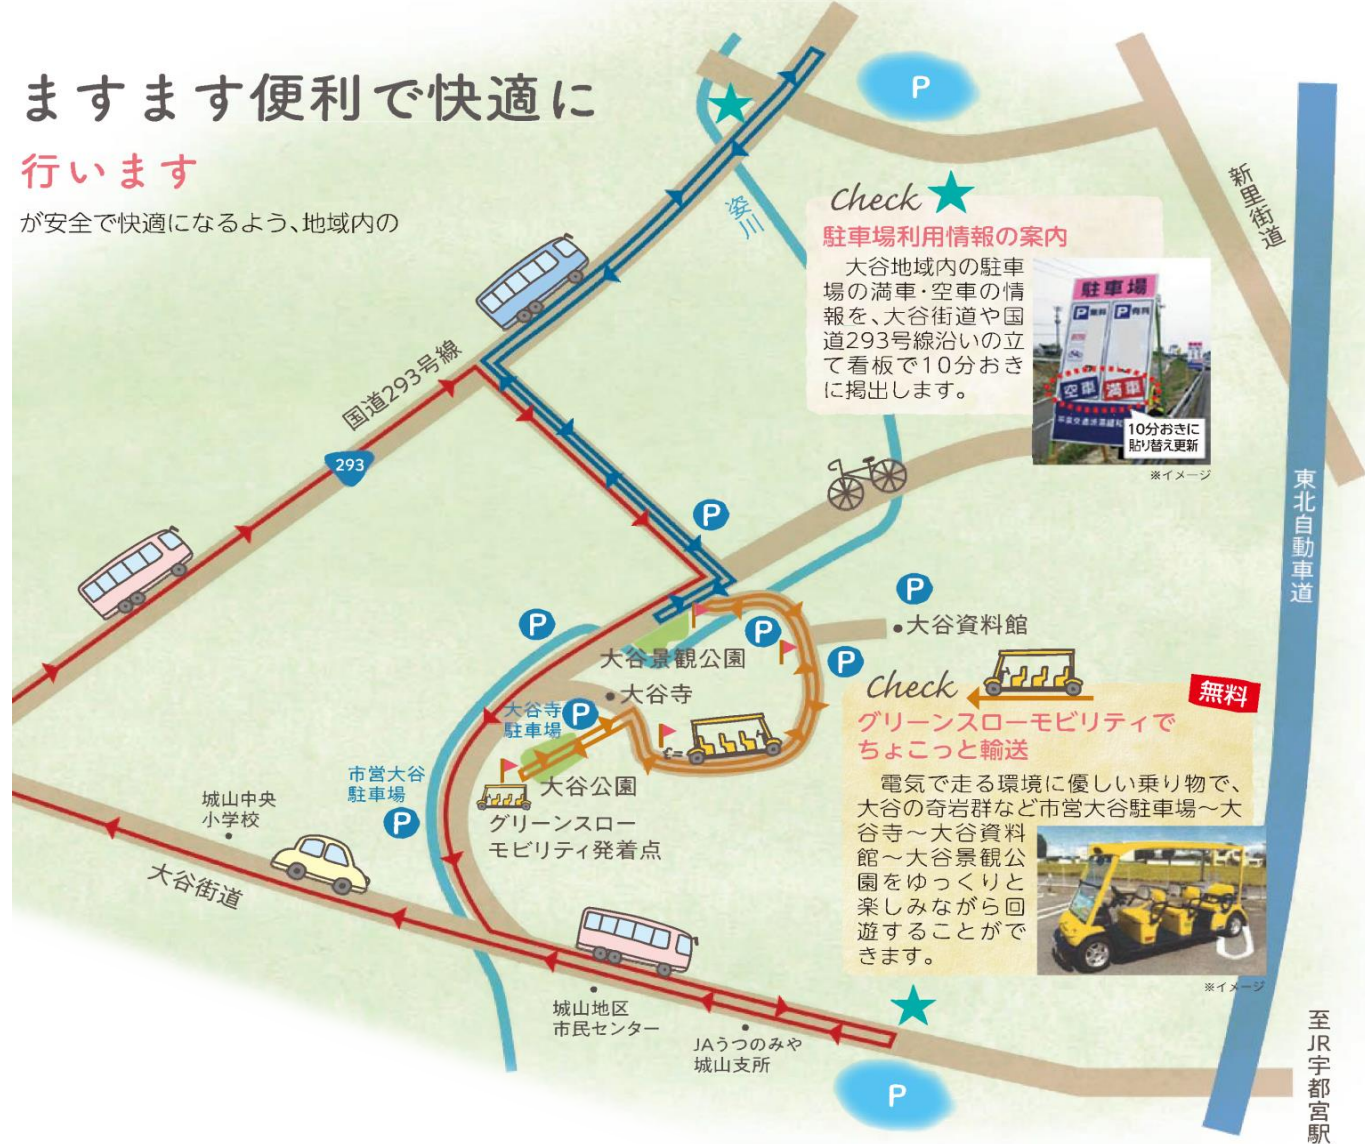 ますます便利で快適に
行います
が安全で快適になるよう、地域内の
P
姿川
新里街道
Check
駐車場利用情報の案内
大谷地域内の駐車
場の満車・空車の情
報を、大谷街道や国
道293号線沿いの立
て看板で10分おき
に掲出します。
駐車場
P無料 P有料
空車 満車
10分おきに
貼り替え更新
※イメージ
国道293号線
293
東北自動車道
P
P
P
大谷資料館
P
P
大谷景観公園
大谷寺
大谷寺
駐車場
P
大谷公園
グリーンスロー
モビリティ発着点
市営大谷
駐車場
P
城山中央
小学校
大谷街道
Check
無料
グリーンスローモビリティで
ちょこっと輸送
電気で走る環境に優しい乗り物で、
大谷の奇岩群など市営大谷駐車場～大
谷寺～大谷資料
館～大谷景観公
園をゆっくりと
楽しみながら回
遊することがで
きます。
※イメージ
城山地区
市民センター
JAうつのみや
城山支所
P
至JR宇都宮駅